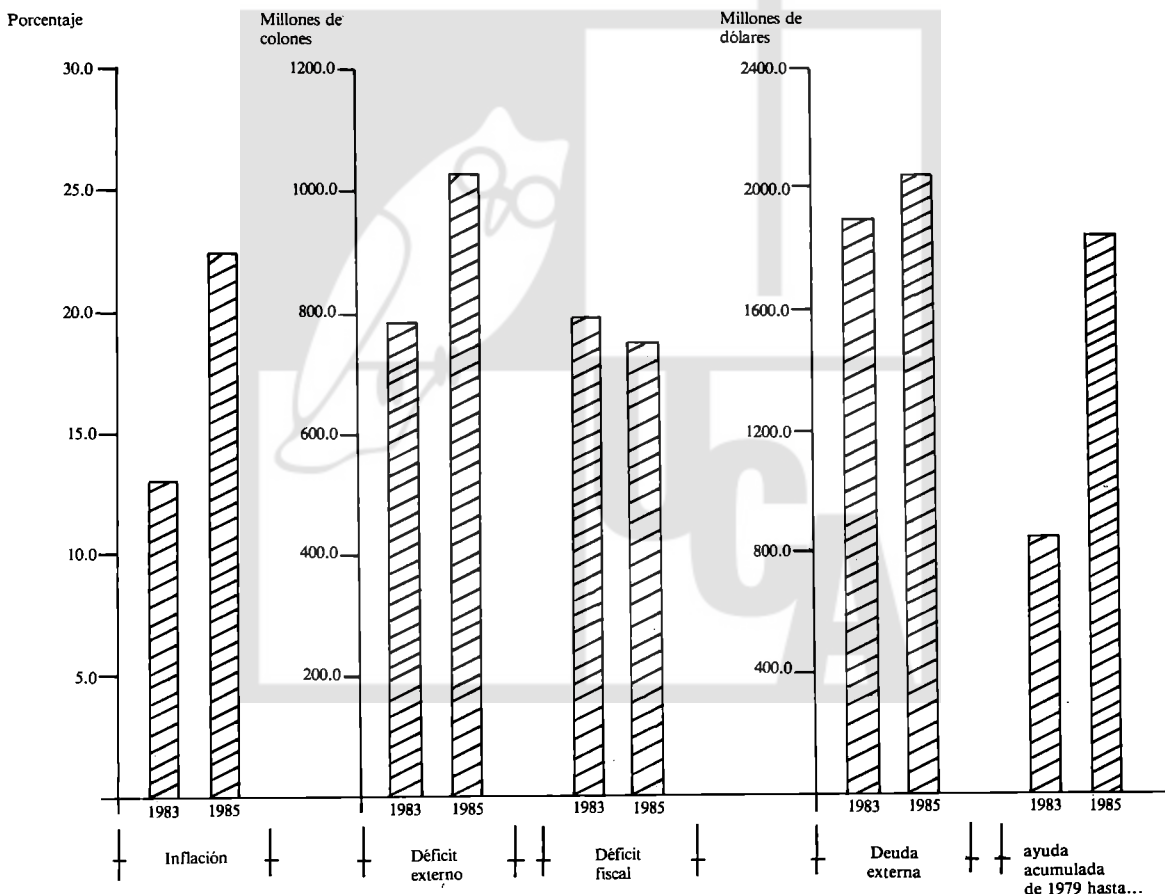 Porcentaje
30.0
25.0
20.0
15.0
10.0
5.0
1983 1985
Inflación
Millones de
colones
1200.0
1000.0
800.0
600.0
400.0
200.0
1983 1985
Déficit
externo
1983 1985
Déficit
fiscal
Millones de
dólares
2400.0
2000.0
1600.0
1200.0
800.0
400.0
1983 1985
Deuda
externa
1983 1985
ayuda
acumulada
de 1979 hasta...
UCA